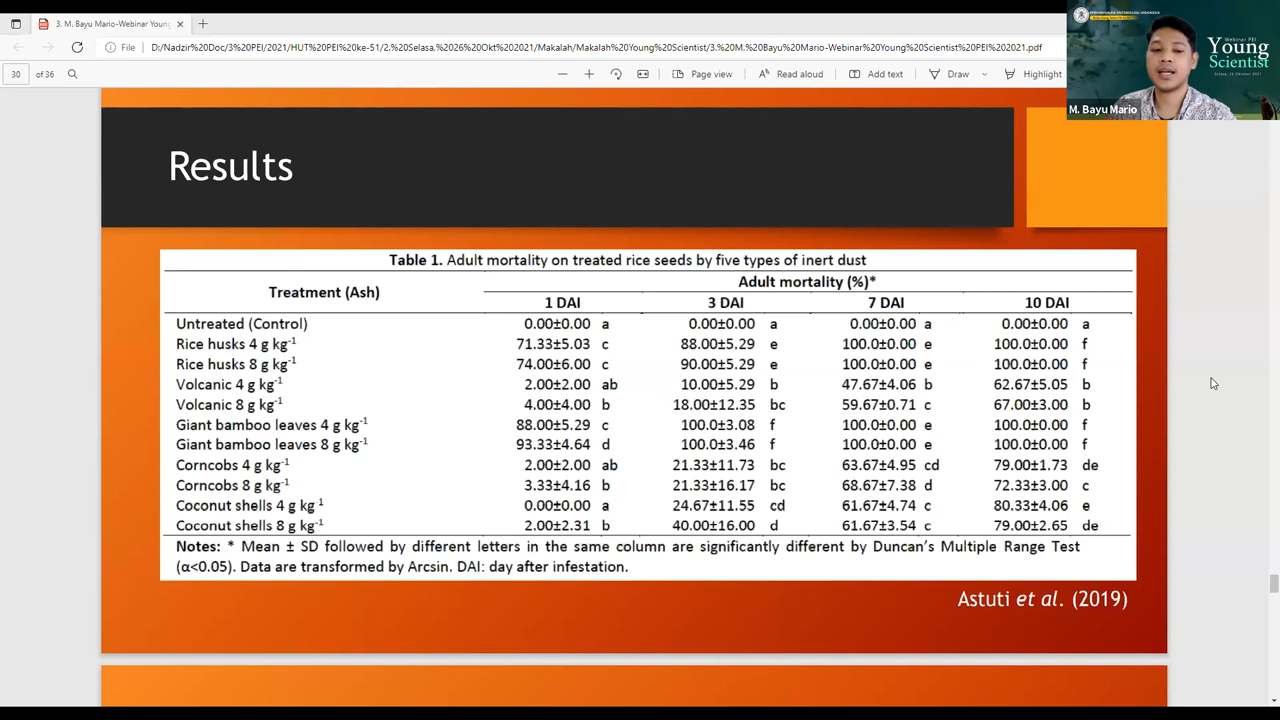 3. M. Bayu Mario-Webinar Young
File
D:/Nadzir%20Doc/3%20PEI/2021/HUT%20PEI%20ke-51/2.%20Selasa,%2026%20Okt%202021/Makalah/Makalah%20Young%20Scientist/3.%20M.%20Bayu%20Mario-Webinar%20Young%20Scientist%20PEI%202021.pdf
30 of 36
Page view
Read aloud
Add text
Draw
Highlight
PERHIMPUNAN ENTOMOLOGI INDONESIA
Webinar PEI
Young
Scientist
M. Bayu Mario
Results
Table 1. Adult mortality on treated rice seeds by five types of inert dust
Treatment (Ash) Adult mortality (%)*
1 DAI 3 DAI 7 DAI 10 DAI
Untreated (Control) 0.00±0.00 a 0.00±0.00 a 0.00±0.00 a 0.00±0.00 a
Rice husks 4 g kg-1 71.33±5.03 c 88.00±5.29 e 100.0±0.00 e 100.0±0.00 f
Rice husks 8 g kg-1 74.00±6.00 c 90.00±5.29 e 100.0±0.00 e 100.0±0.00 f
Volcanic 4 g kg-1 2.00±2.00 ab 10.00±5.29 b 47.67±4.06 b 62.67±5.05 b
Volcanic 8 g kg-1 4.00±4.00 b 18.00±12.35 bc 59.67±0.71 c 67.00±3.00 b
Giant bamboo leaves 4 g kg-1 88.00±5.29 c 100.0±3.08 f 100.0±0.00 e 100.0±0.00 f
Giant bamboo leaves 8 g kg-1 93.33±4.64 d 100.0±3.46 f 100.0±0.00 e 100.0±0.00 f
Corncobs 4 g kg-1 2.00±2.00 ab 21.33±11.73 bc 63.67±4.95 cd 79.00±1.73 de
Corncobs 8 g kg-1 3.33±4.16 b 21.33±16.17 bc 68.67±7.38 d 72.33±3.00 c
Coconut shells 4 g kg-1 0.00±0.00 a 24.67±11.55 cd 61.67±4.74 c 80.33±4.06 e
Coconut shells 8 g kg-1 2.00±2.31 b 40.00±16.00 d 61.67±3.54 c 79.00±2.65 de
Notes: * Mean ± SD followed by different letters in the same column are significantly different by Duncan's Multiple Range Test
(α<0.05). Data are transformed by Arcsin. DAI: day after infestation.
Astuti et al. (2019)